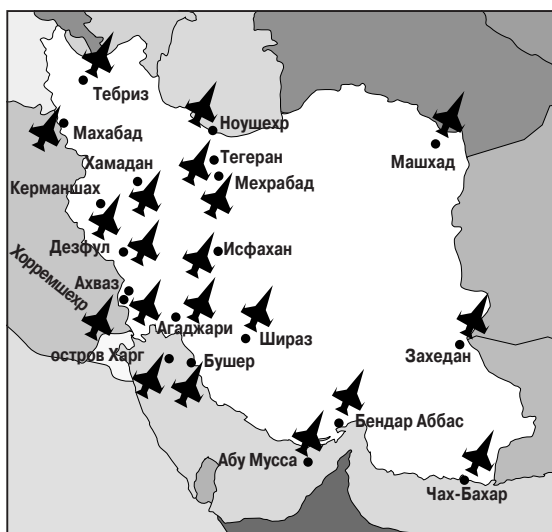 Тебриз
Махабад
Ноушехр
Тегеран
Машхад
Хамадан
Мехрабад
Керманшах
Дезфул
Исфахан
Хорремшехр
Ахваз
Агаджари
Шираз
Захедан
остров Харг
Бушер
Бендар Аббас
Абу Мусса
Чах-Бахар